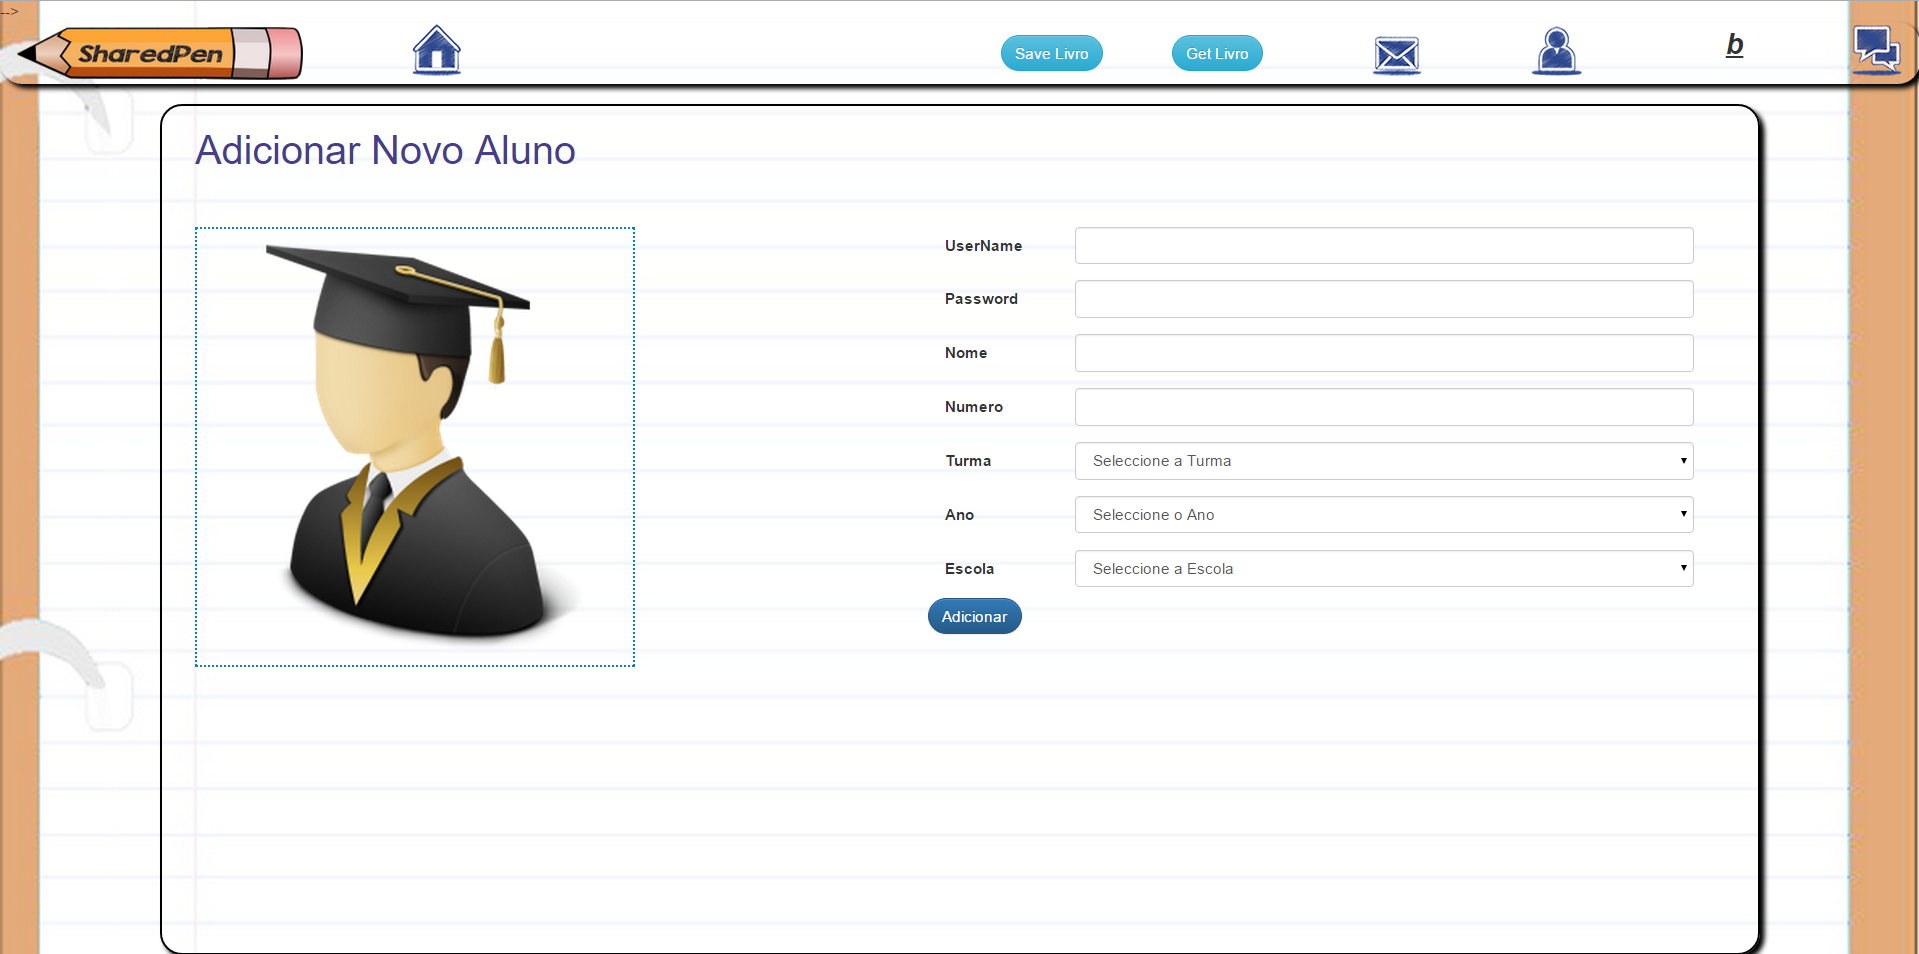 -->
SharedPen
Save Livro
Get Livro
b
Adicionar Novo Aluno
UserName
Password
Nome
Numero
Turma Seleccione a Turma
Ano Seleccione o Ano
Escola Seleccione a Escola
Adicionar